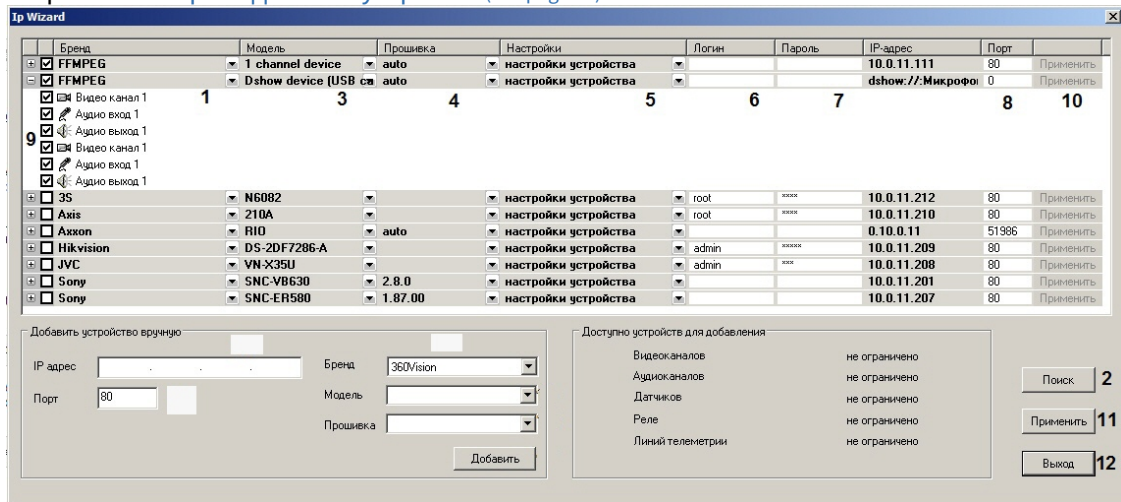 Ip Wizard
Бренд Модель Прошивка Настройки Логин Пароль IP-адрес Порт
FFMPEG 1 channel device auto настройки устройства 10.0.11.111 80 Применить
FFMPEG Dshow device (USB ca auto настройки устройства dshow://:Микрофо 0 Применить
Видео канал 1 1 3 4 5 6 7 8 10
Аудио вход 1
Аудио выход 1
9
Видео канал 1
Аудио вход 1
Аудио выход 1
3S N6082 настройки устройства root **** 10.0.11.212 80 Применить
Axis 210A настройки устройства root **** 10.0.11.210 80 Применить
Axxon RIO auto настройки устройства 0.10.0.11 51986 Применить
Hikvision DS-2DF7286-A настройки устройства admin ***** 10.0.11.209 80 Применить
JVC VN-X35U настройки устройства admin *** 10.0.11.208 80 Применить
Sony SNC-VB630 2.8.0 настройки устройства 10.0.11.201 80 Применить
Sony SNC-ER580 1.87.00 настройки устройства 10.0.11.207 80 Применить
Добавить устройство вручную
IP адрес . . . Бренд 360Vision
Порт 80 Модель
Прошивка
Добавить
Доступно устройств для добавления
Видеоканалов не ограничено
Аудиоканалов не ограничено
Датчиков не ограничено
Реле не ограничено
Линий телеметрии не ограничено
Поиск 2
Применить 11
Выход 12